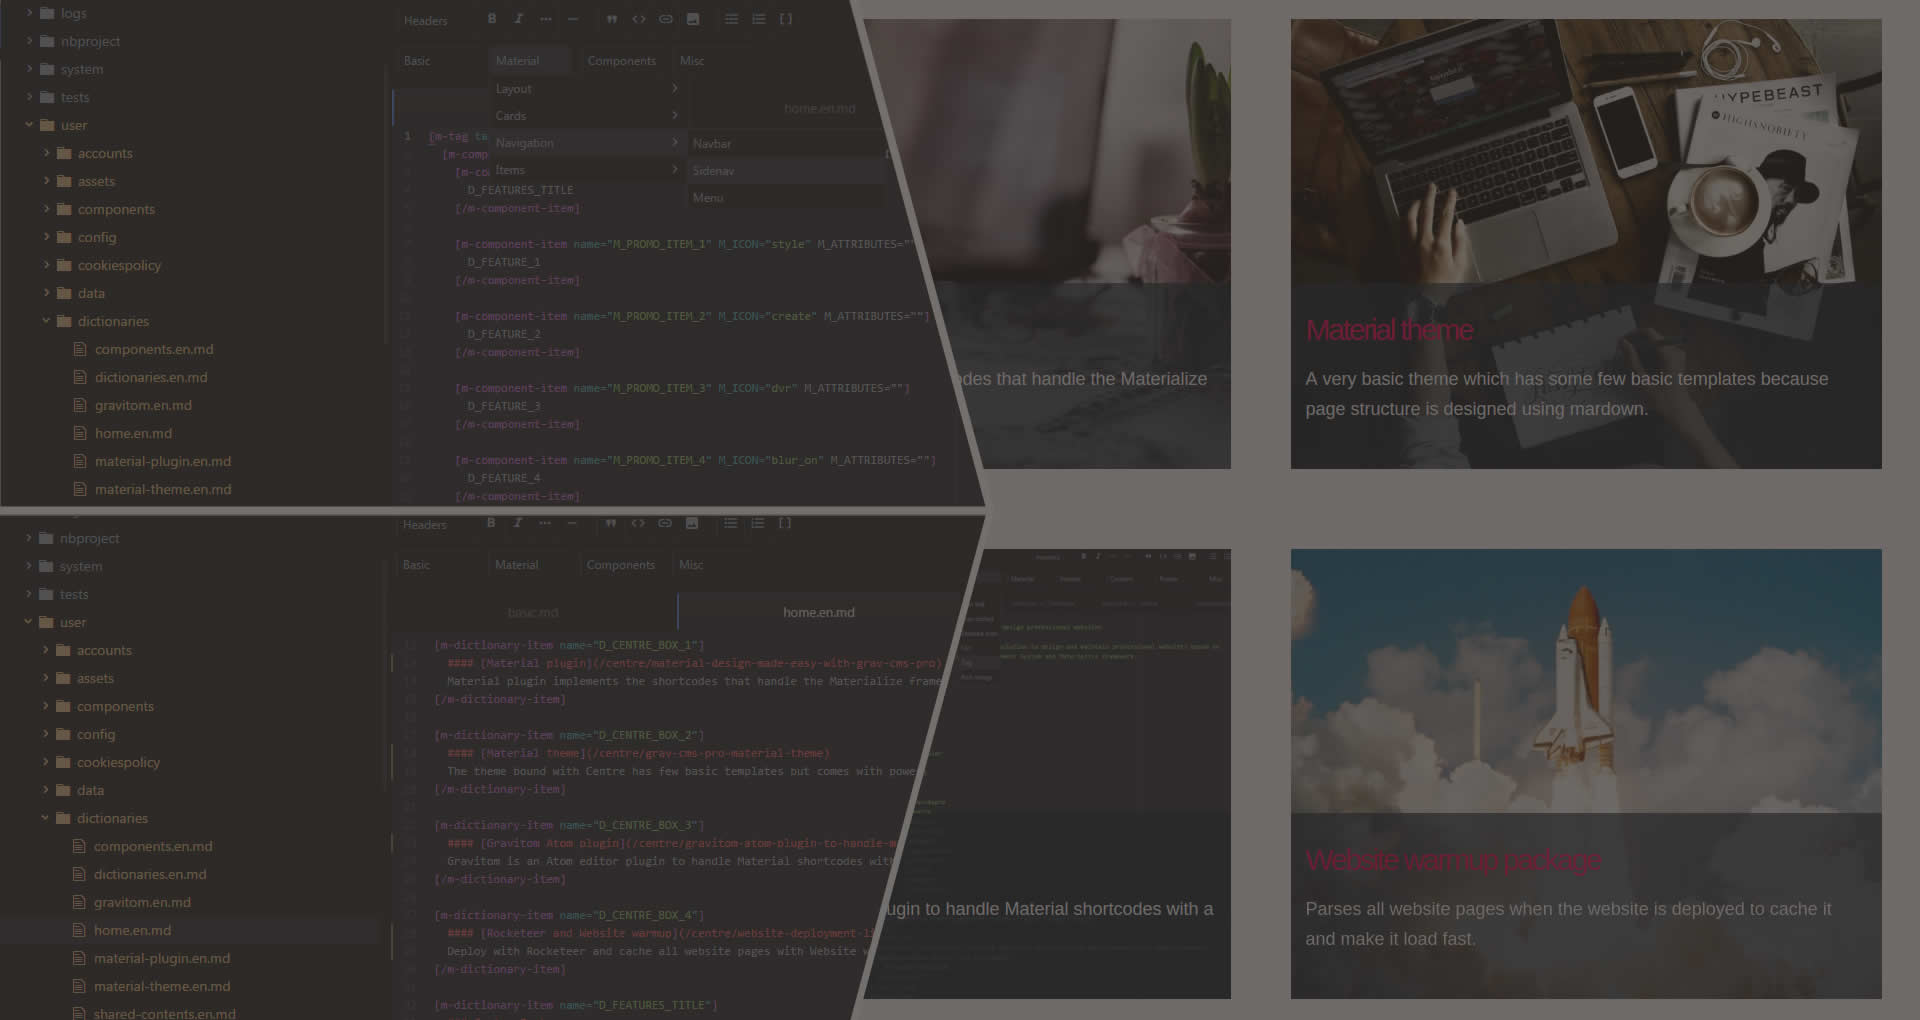 logs
nbproject
system
tests
user
accounts
assets
components
config
cookiespolicy
data
dictionaries
components.en.md
dictionaries.en.md
gravitom.en.md
home.en.md
material-plugin.en.md
material-theme.en.md
Headers
Basic
Material
Components
Misc
Layout
Cards
Navigation
Items
Navbar
Sidenav
Menu
home.en.md
1
[m-tag ta
[m-comp
[m-co
D_FEATURES_TITLE
[/m-component-item]
[m-component-item name="M_PROMO_ITEM_1" M_ICON="style" M_ATTRIBUTES=""
D_FEATURE_1
[/m-component-item]
[m-component-item name="M_PROMO_ITEM_2" M_ICON="create" M_ATTRIBUTES=""]
D_FEATURE_2
[/m-component-item]
[m-component-item name="M_PROMO_ITEM_3" M_ICON="dvr" M_ATTRIBUTES=""]
D_FEATURE_3
[/m-component-item]
[m-component-item name="M_PROMO_ITEM_4" M_ICON="blur_on" M_ATTRIBUTES=""]
D_FEATURE_4
[/m-component-item]
odes that handle the Materialize
HYPEBEAST
HIGHSNOBIETY
Material theme
A very basic theme which has some few basic templates because
page structure is designed using mardown.
nbproject
system
tests
user
accounts
assets
components
config
cookiespolicy
data
dictionaries
components.en.md
dictionaries.en.md
gravitom.en.md
home.en.md
material-plugin.en.md
material-theme.en.md
shared-contents.en.md
Headers
Basic
Material
Components
Misc
basic.md
home.en.md
[m-dictionary-item name="D_CENTRE_BOX_1"]
#### [Material plugin](/centre/material-design-made-easy-with-grav-cms-pro)
Material plugin implements the shortcodes that handle the Materialize frame
[/m-dictionary-item]
[m-dictionary-item name="D_CENTRE_BOX_2"]
#### [Material theme](/centre/grav-cms-pro-material-theme)
The theme bound with Centre has few basic templates but comes with power
[/m-dictionary-item]
[m-dictionary-item name="D_CENTRE_BOX_3"]
#### [Gravitom Atom plugin](/centre/gravitom-atom-plugin-to-handle-m
Gravitom is an Atom editor plugin to handle Material shortcodes with
[/m-dictionary-item]
[m-dictionary-item name="D_CENTRE_BOX_4"]
#### [Rocketeer and Website warmup](/centre/website-deployment-li
Deploy with Rocketeer and cache all website pages with Website w
[/m-dictionary-item]
[m-dictionary-item name="D_FEATURES_TITLE"]
ugin to handle Material shortcodes with a
Website warmup package
Parses all website pages when the website is deployed to cache it
and make it load fast.